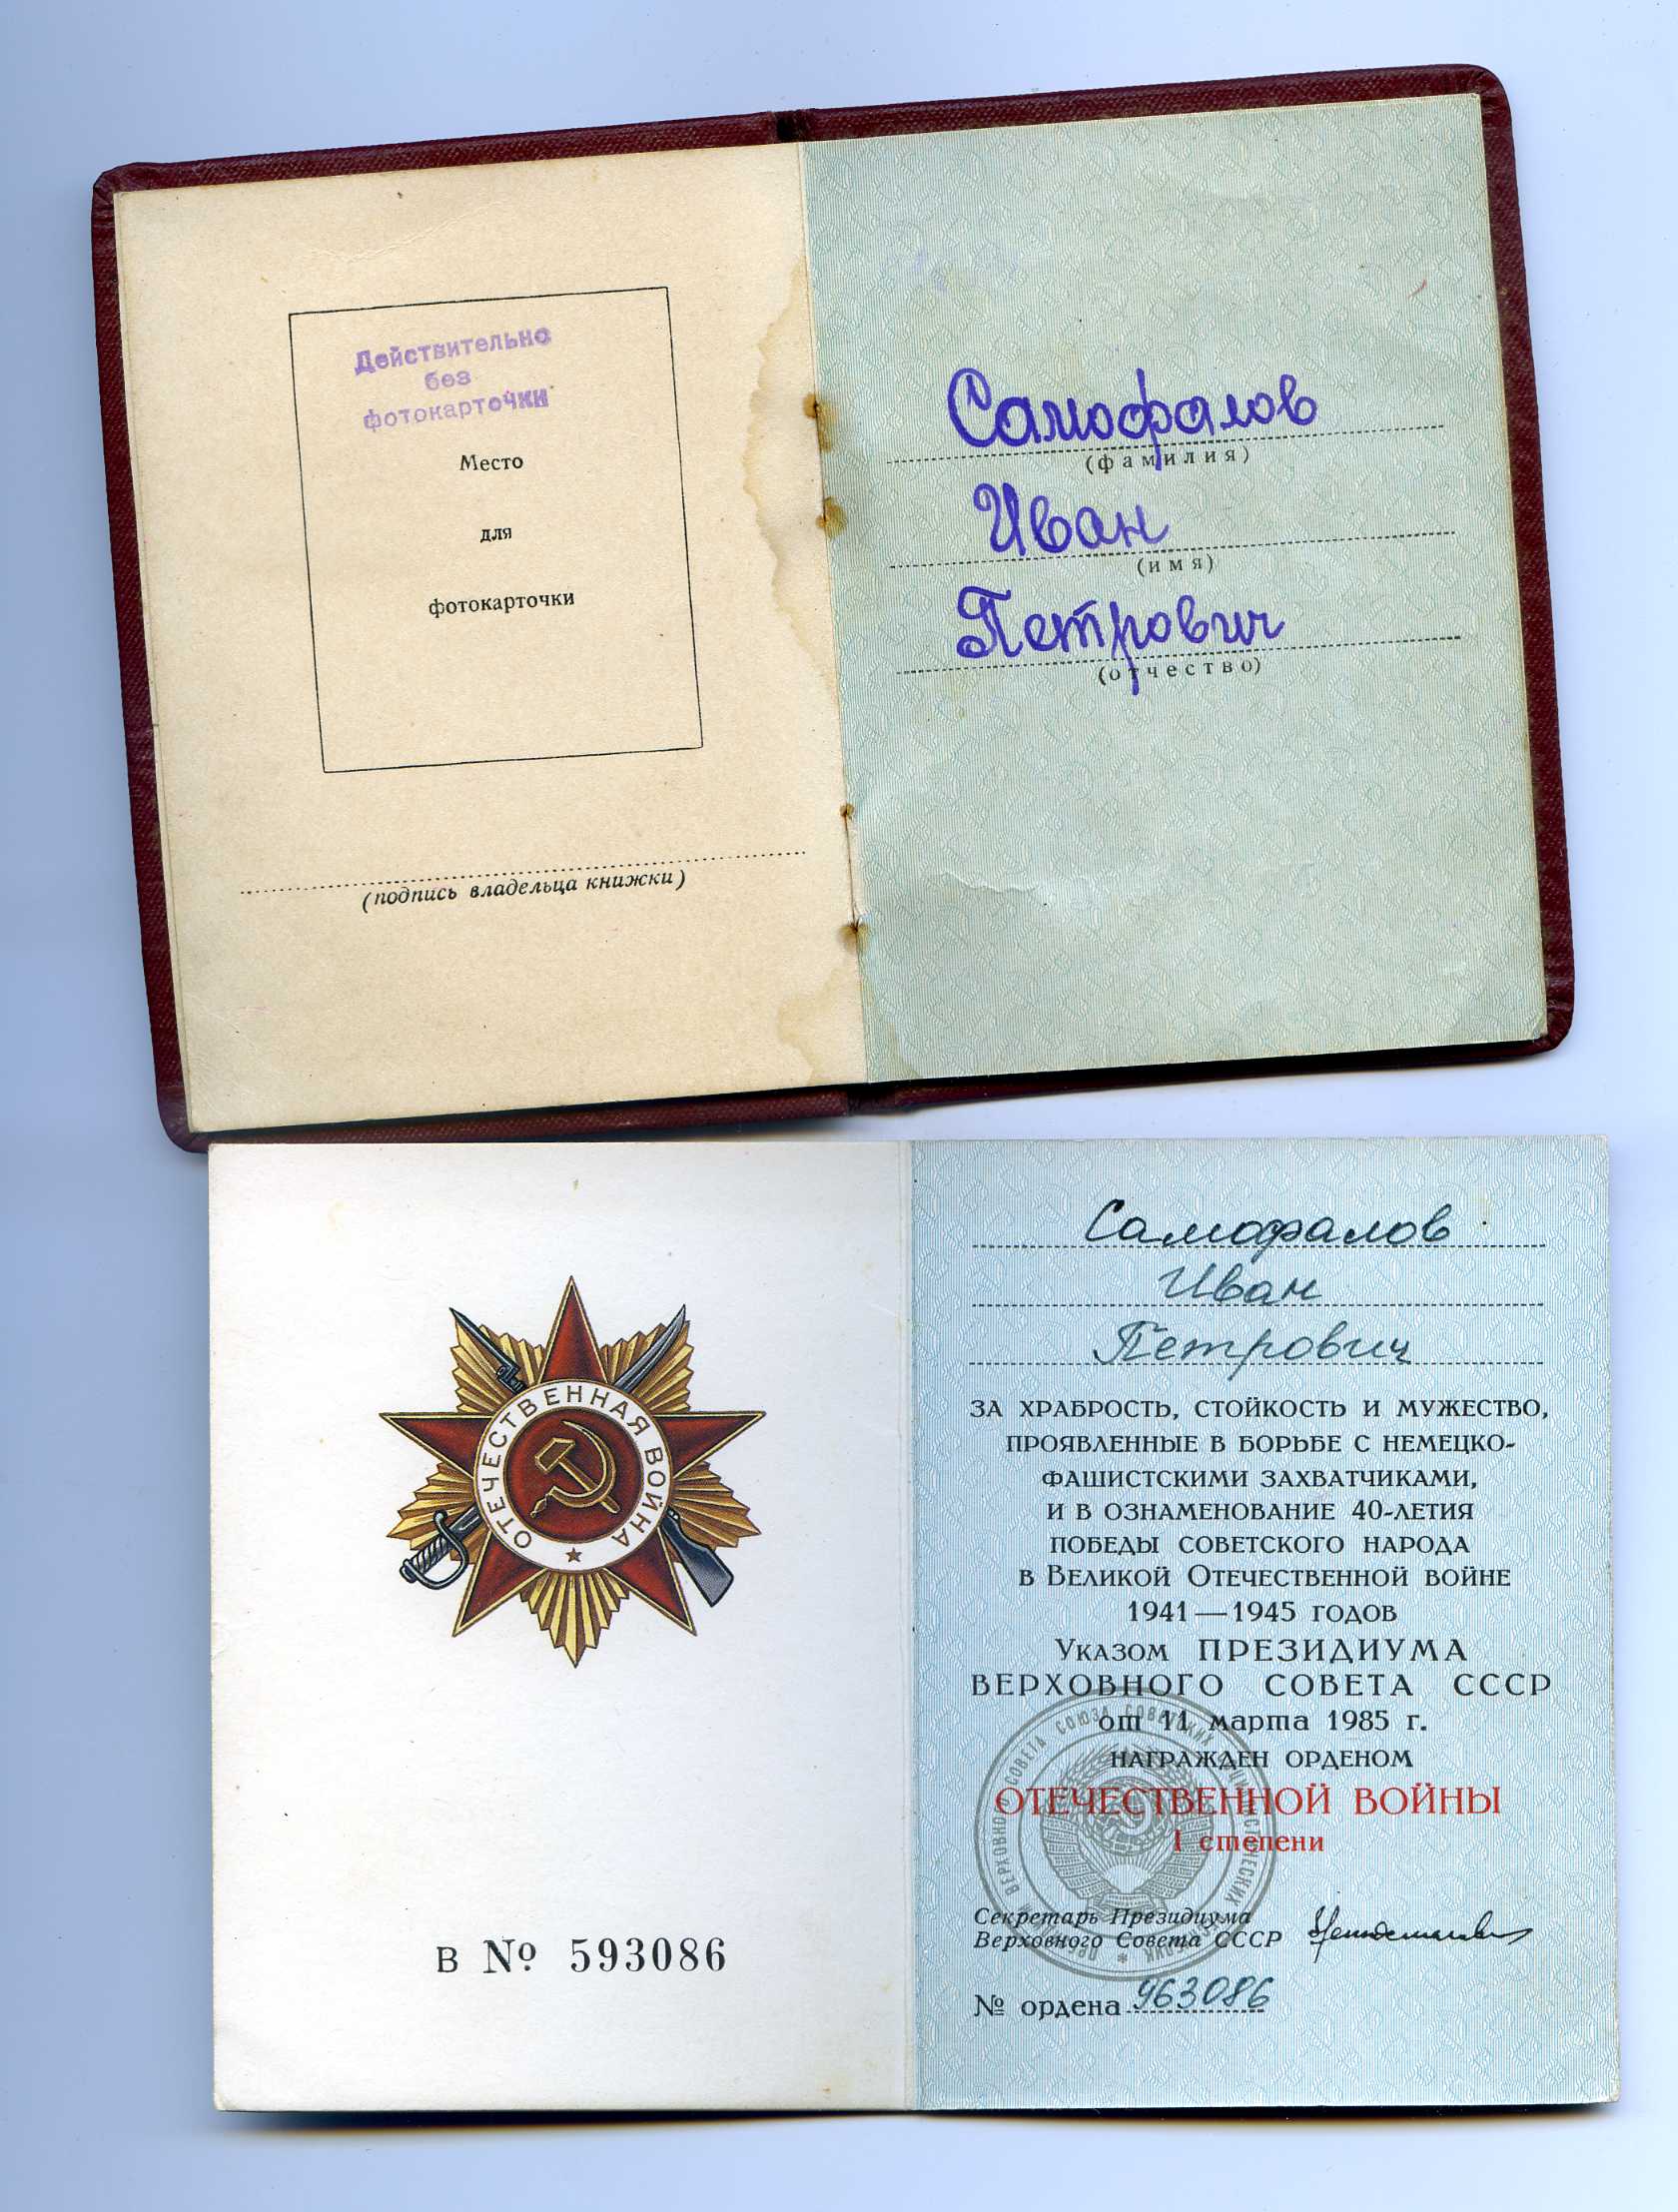 Действительно
без
фотокарточки
Место
для
фотокарточки
(подпись владельца книжки)
Самофалов
(фамилия)
Иван
(имя)
Петрович
(отчество)
ОТЕЧЕСТВЕННАЯ ВОЙНА
В № 593086
Самофалов
Иван
Петрович
ЗА ХРАБРОСТЬ, СТОЙКОСТЬ И МУЖЕСТВО,
ПРОЯВЛЕННЫЕ В БОРЬБЕ С НЕМЕЦКО-
ФАШИСТСКИМИ ЗАХВАТЧИКАМИ,
И В ОЗНАМЕНОВАНИЕ 40-ЛЕТИЯ
ПОБЕДЫ СОВЕТСКОГО НАРОДА
В ВЕЛИКОЙ ОТЕЧЕСТВЕННОЙ ВОЙНЕ
1941—1945 ГОДОВ
УКАЗОМ ПРЕЗИДИУМА
ВЕРХОВНОГО СОВЕТА СССР
от 11 марта 1985 г.
НАГРАЖДЕН ОРДЕНОМ
ОТЕЧЕСТВЕННОЙ ВОЙНЫ
I степени
Секретарь Президиума
Верховного Совета СССР
№ ордена 963086